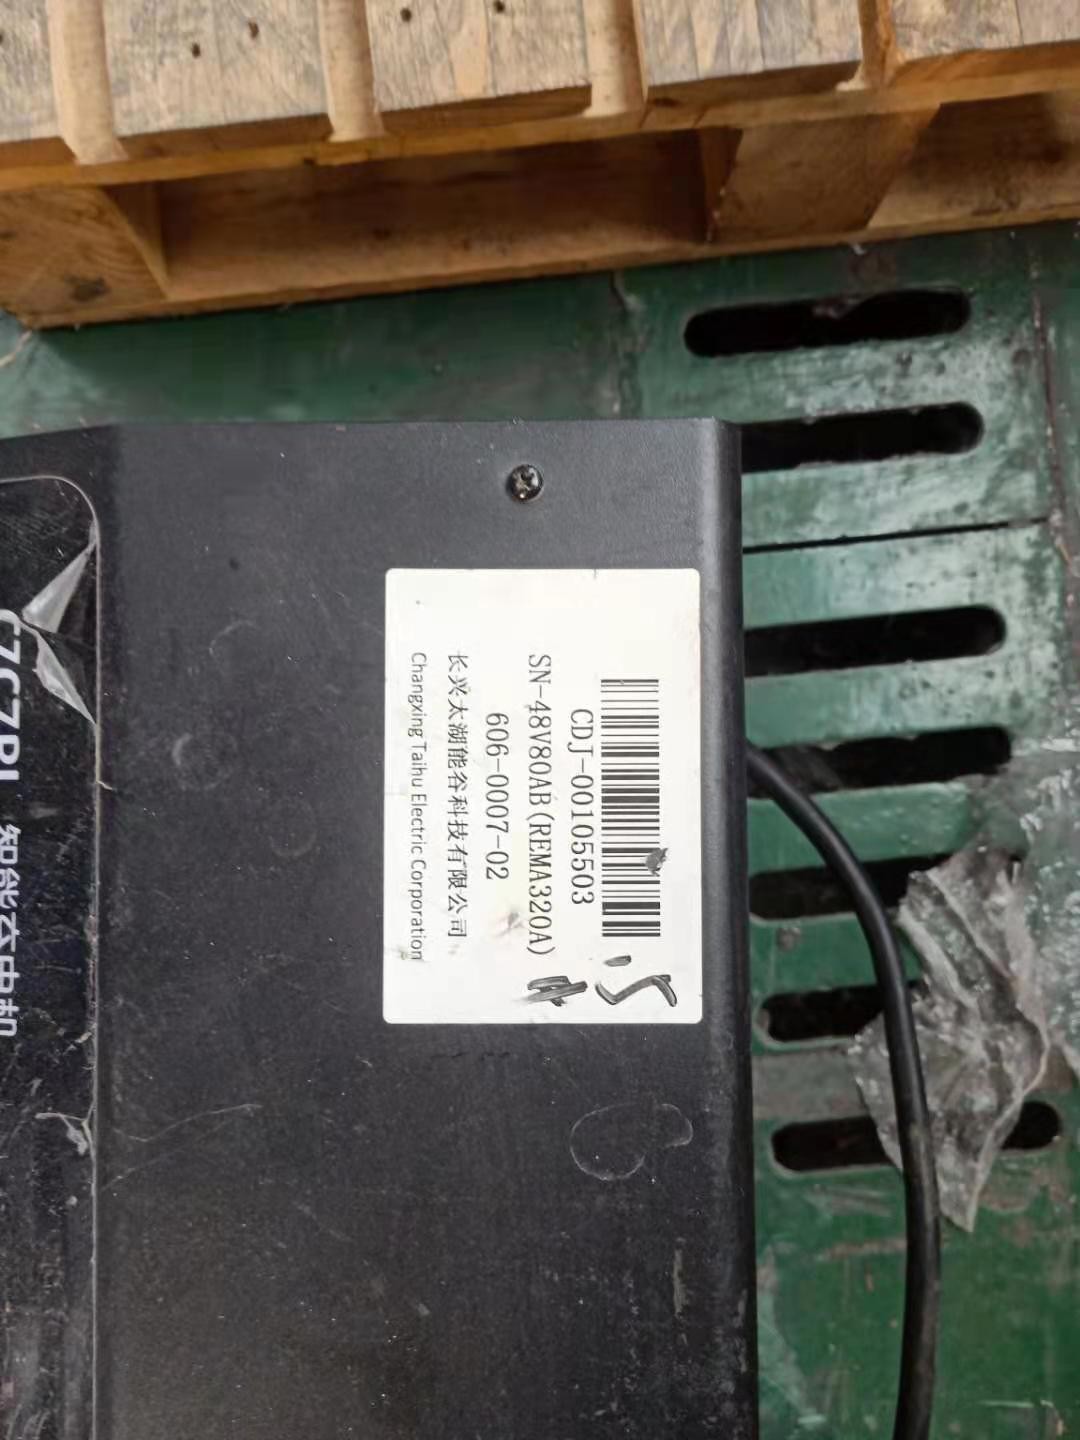 CDJ-00105503
SN-48V80AB(REMA320A)
606-0007-02
长兴太湖能谷科技有限公司
Changxing Taihu Electric Corporation
智能充电机